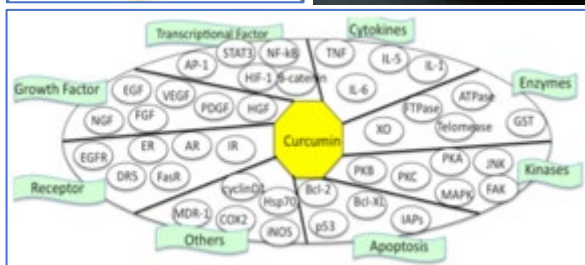 Transcriptional Factor
Cytokines
STAT3
NF-kB
AP-1
HIF-1
B-catenin
TNF
IL-5
IL-1
IL-6
Growth Factor
EGF
VEGF
NGF
FGF
PDGF
HGF
Enzymes
FTPase
ATPase
XO
Telomerase
GST
Curcumin
EGFR
ER
AR
IR
DR5
FasR
Receptor
PKB
PKC
PKA
JNK
MAPK
FAK
Kinases
cyclinD1
MDR-1
COX2
Hsp70
iNOS
Others
Bcl-2
Bcl-XL
p53
IAPs
Apoptosis